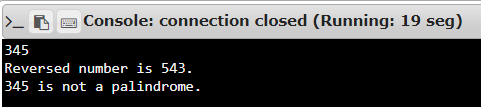 Console: connection closed (Running: 19 seg)
345
Reversed number is 543.
345 is not a palindrome.